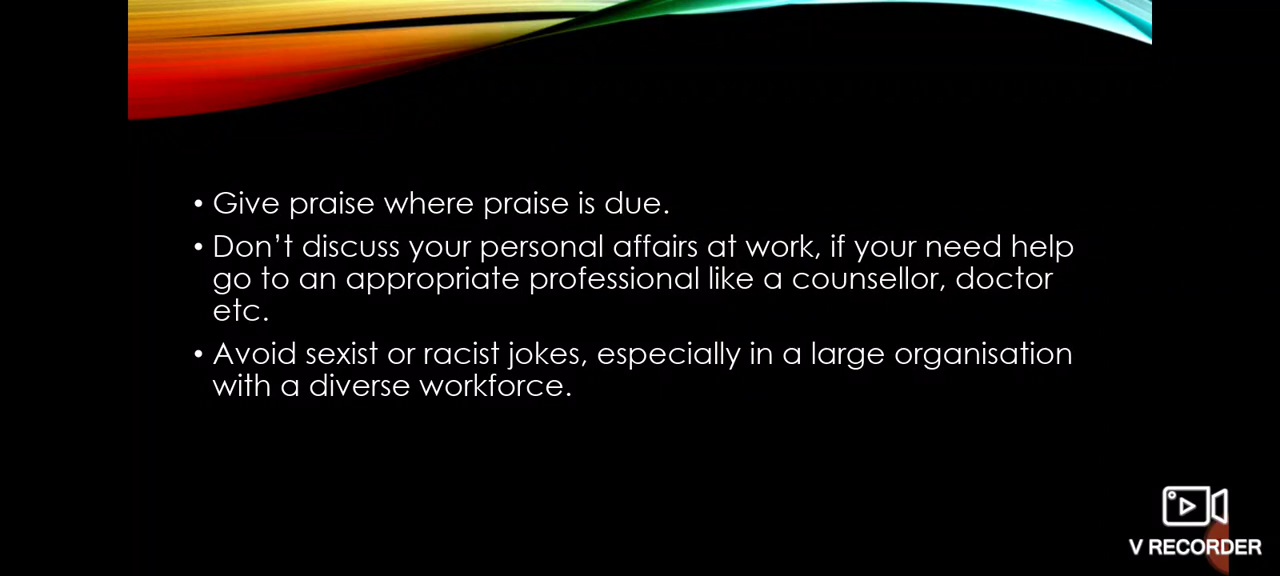 • Give praise where praise is due.
• Don't discuss your personal affairs at work, if your need help
go to an appropriate professional like a counsellor, doctor
etc.
• Avoid sexist or racist jokes, especially in a large organisation
with a diverse workforce.
V RECORDER